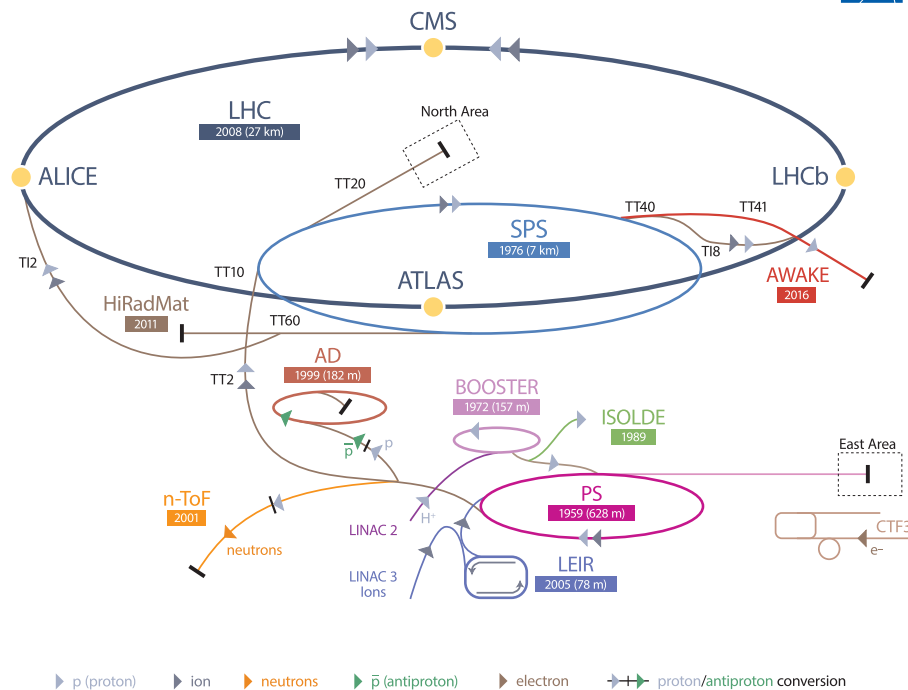 CMS
LHC
2008 (27 km)
North Area
ALICE
LHCb
TT20
TT40
TT41
SPS
1976 (7 km)
TI2
TI8
TT10
ATLAS
AWAKE
2016
HiRadMat
2011
TT60
AD
1999 (182 m)
TT2
BOOSTER
1972 (157 m)
ISOLDE
1989
p
p̅
East Area
n-ToF
2001
PS
1959 (628 m)
H⁺
LINAC 2
neutrons
CTF3
e–
LEIR
2005 (78 m)
LINAC 3
Ions
p (proton)
ion
neutrons
p̅ (antiproton)
electron
proton/antiproton conversion